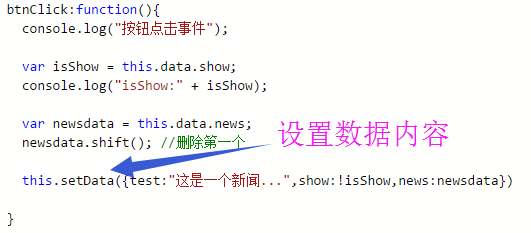 btnClick:function(){
console.log("按钮点击事件");
var isShow = this.data.show;
console.log("isShow:" + isShow);
var newsdata = this.data.news;
newsdata.shift(); //删除第一个
设置数据内容
this.setData({test:"这是一个新闻...",show:!isShow,news:newsdata})
}